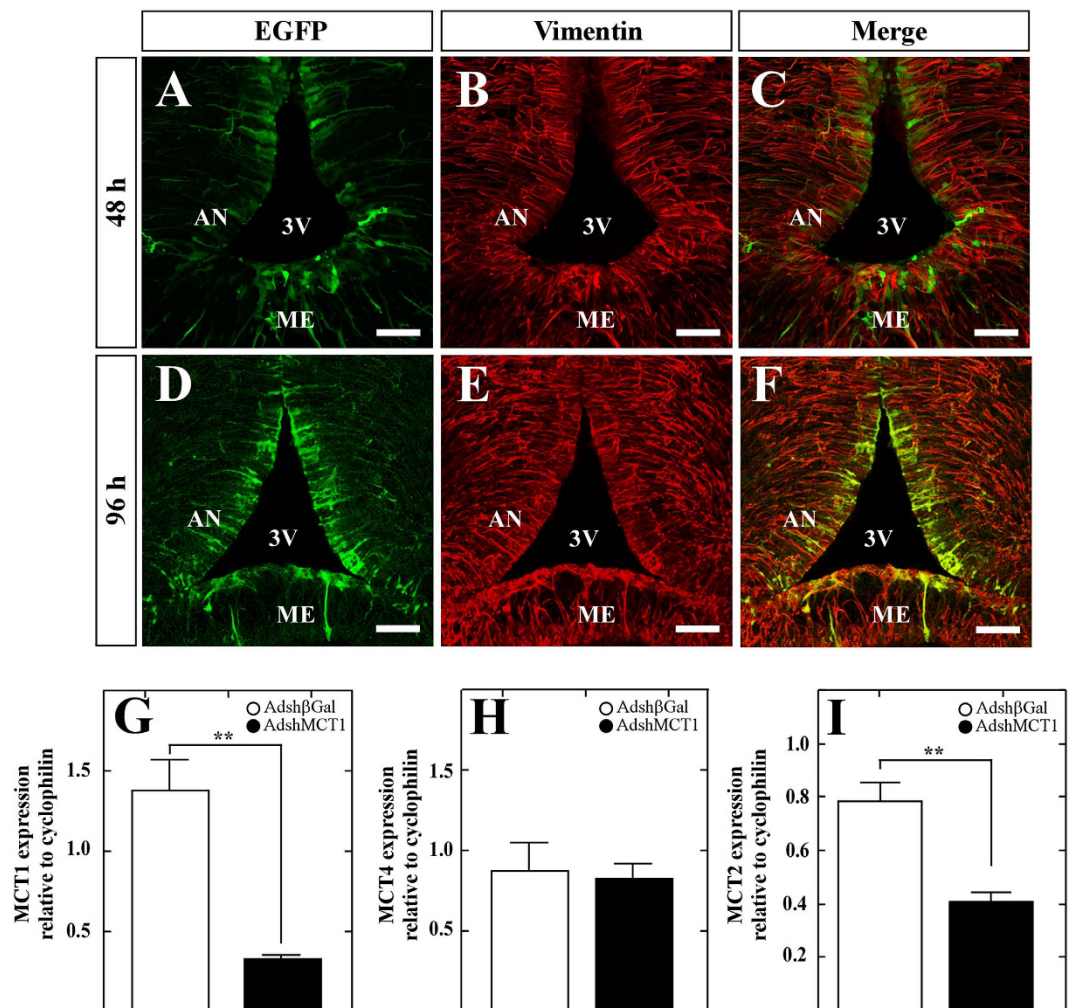 EGFP Vimentin Merge
48 h
A B C
AN 3V AN 3V AN 3V
ME ME ME
96 h
D E F
AN 3V AN 3V AN 3V
ME ME ME
G
AdshβGal
AdshMCT1
**
MCT1 expression
relative to cyclophilin
1.5
1.0
0.5
H
MCT4 expression
relative to cyclophilin
1.5
1.0
0.5
I
AdshβGal
AdshMCT1
**
MCT2 expression
relative to cyclophilin
1.0
0.8
0.6
0.4
0.2